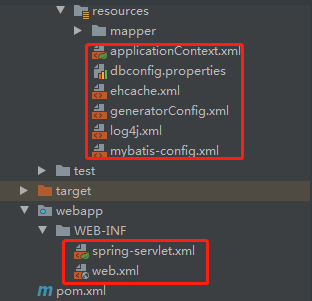 resources
mapper
applicationContext.xml
dbconfig.properties
ehcache.xml
generatorConfig.xml
log4j.xml
mybatis-config.xml
test
target
webapp
WEB-INF
spring-servlet.xml
web.xml
m pom.xml